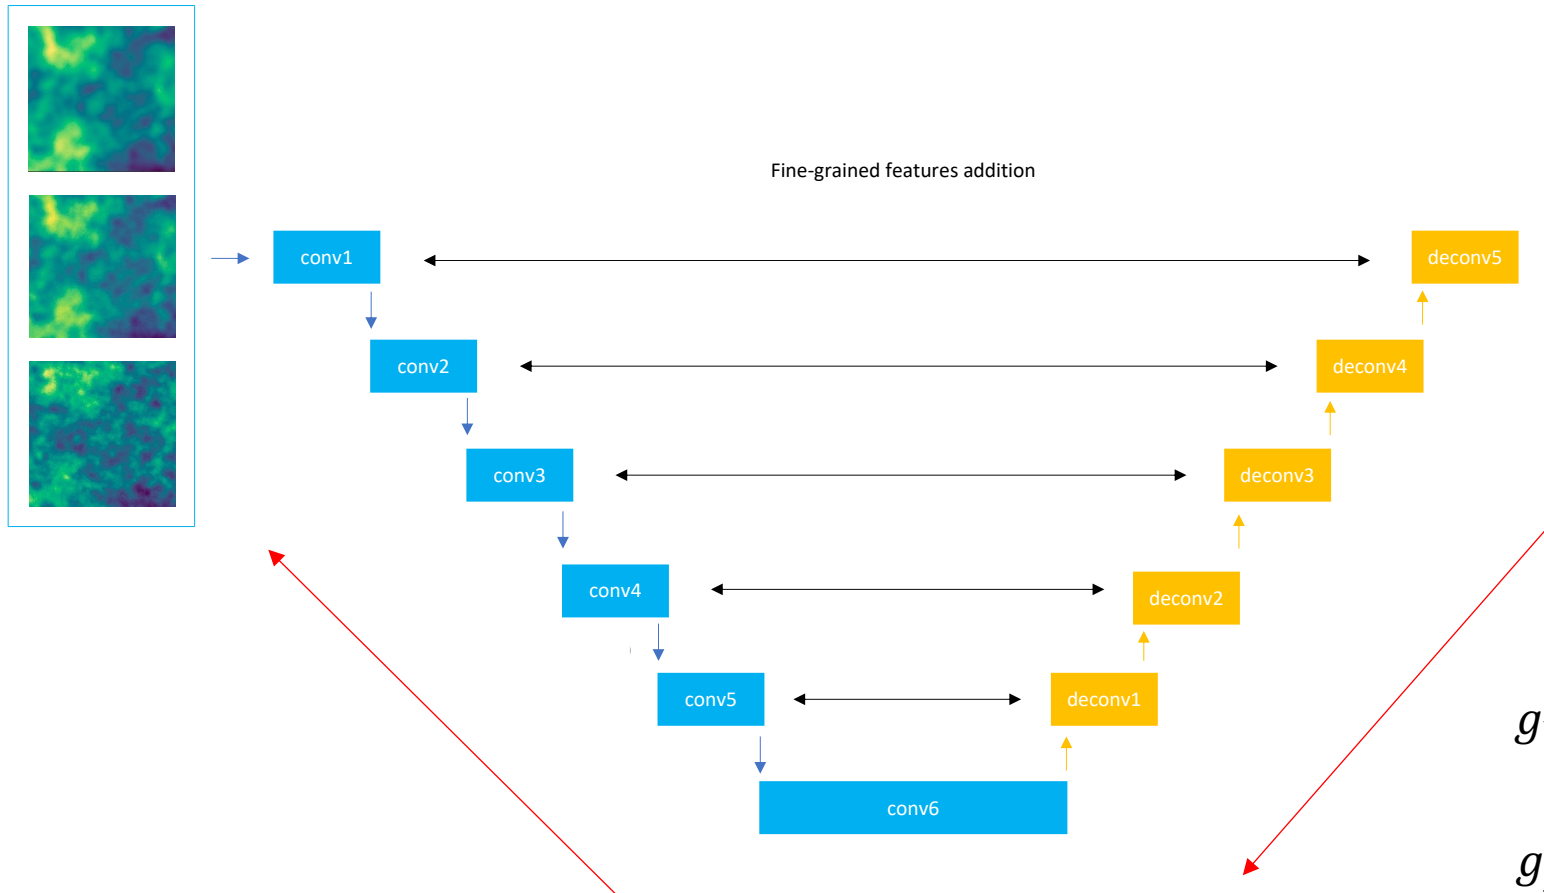 Fine-grained features addition
conv1
deconv5
conv2
deconv4
conv3
deconv3
conv4
deconv2
conv5
deconv1
g
conv6
g